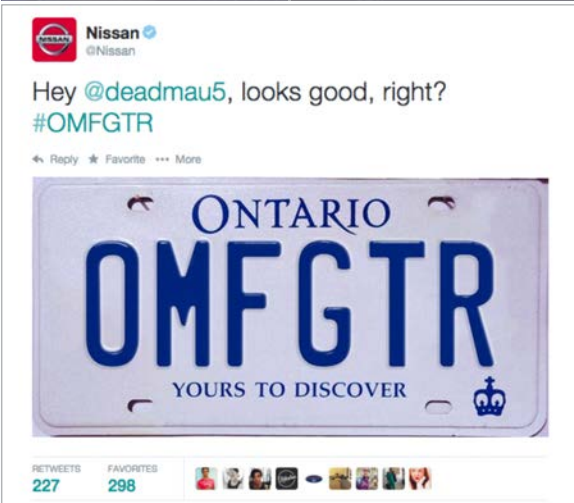 NISSAN
Nissan
@Nissan
Hey @deadmau5, looks good, right?
#OMFGTR
Reply Favorite More
ONTARIO
OMFGTR
YOURS TO DISCOVER
RETWEETS FAVORITES
227 298